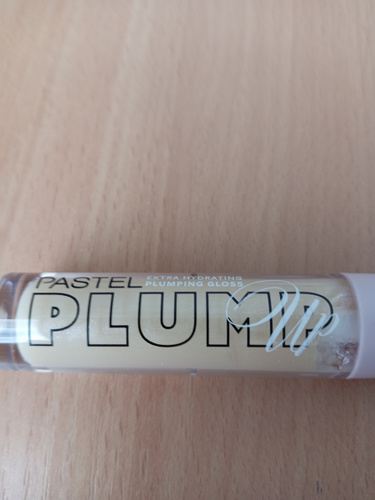 PASTEL
EXTRA HYDRATING
PLUMPING GLOSS
PLUMP
Up